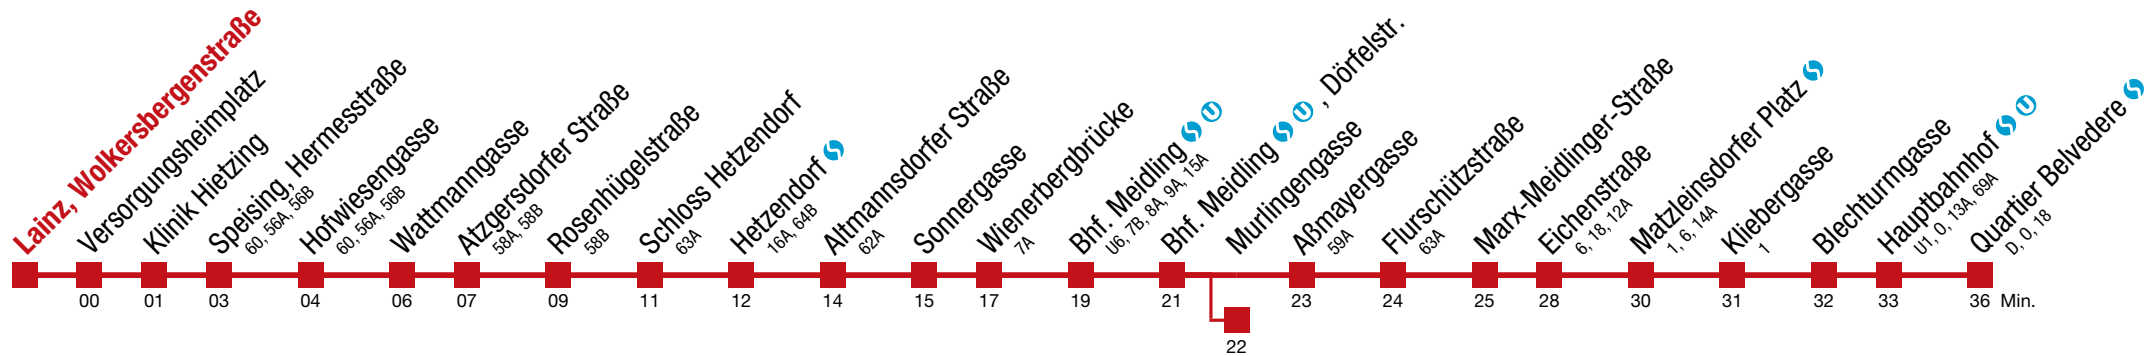 Lainz, Wolkersbergenstraße
Versorgungsheimplatz
00
Klinik Hietzing
01
Speising, Hermesstraße
60, 56A, 56B
03
Hofwiesengasse
60, 56A, 56B
04
Wattmanngasse
06
Atzgersdorfer Straße
58A, 58B
07
Rosenhügelstraße
58B
09
Schloss Hetzendorf
63A
11
Hetzendorf S
16A, 64B
12
Altmannsdorfer Straße
62A
14
Sonnergasse
15
Wienerbergbrücke
7A
17
Bhf. Meidling S U
U6, 7B, 8A, 9A, 15A
19
Bhf. Meidling S U , Dörfelstr.
21
Murlingengasse
22
Aßmayergasse
59A
23
Flurschützstraße
63A
24
Marx-Meidlinger-Straße
25
Eichenstraße
6, 18, 12A
28
Matzleinsdorfer Platz S
1, 6, 14A
30
Kliebergasse
1
31
Blechturmgasse
32
Hauptbahnhof S U
U1, O, 13A, 69A
33
Quartier Belvedere S
D, O, 18
36 Min.